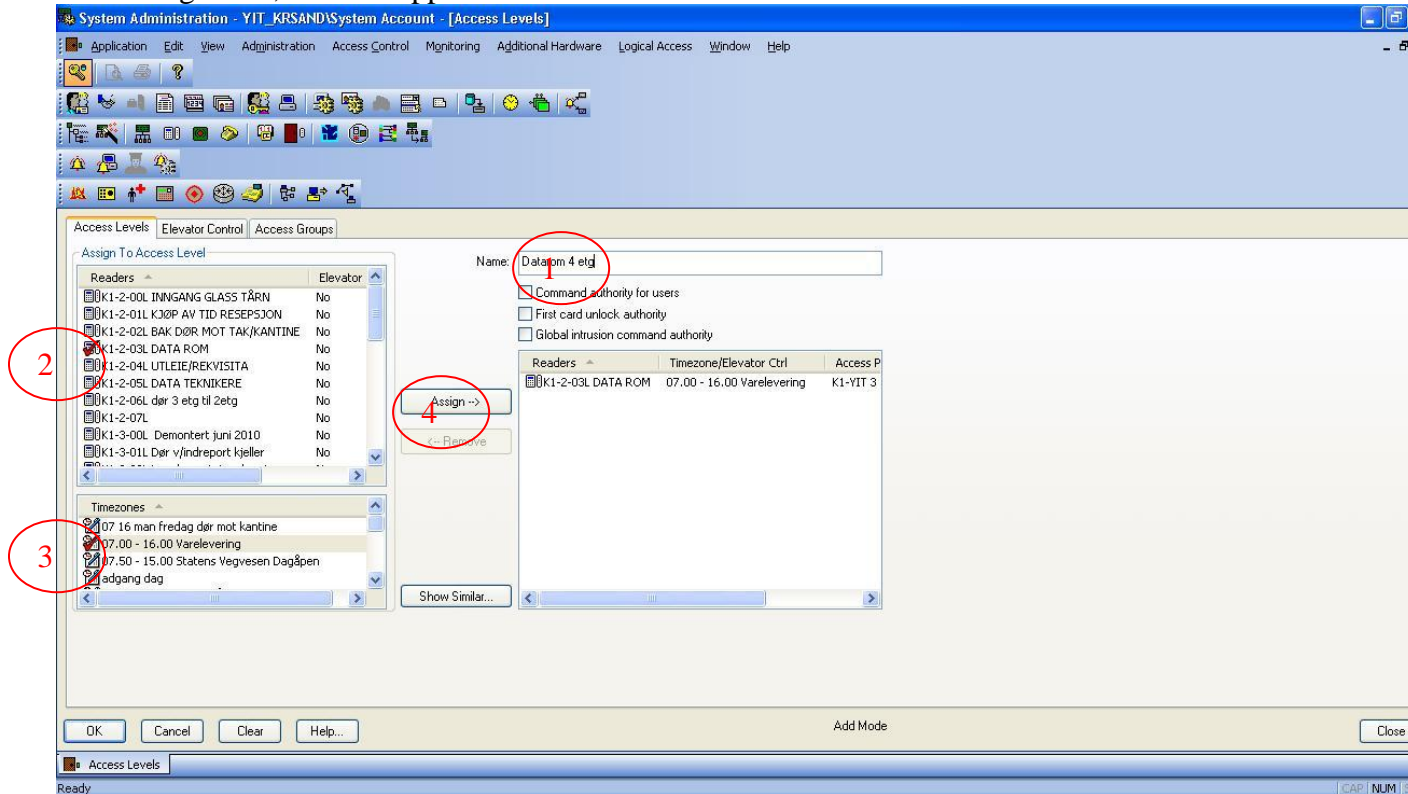 System Administration - YIT_KRSAND\System Account - [Access Levels]
Application Edit View Administration Access Control Monitoring Additional Hardware Logical Access Window Help
Access Levels Elevator Control Access Groups
Assign To Access Level
Name: Datarom 4 etg
1
Readers Elevator
Command authority for users
K1-2-00L INNGANG GLASS TÅRN No
First card unlock authority
K1-2-01L KJØP AV TID RESEPSJON No
Global intrusion command authority
K1-2-02L BAK DØR MOT TAK/KANTINE No
2
K1-2-03L DATA ROM No
K1-2-04L UTLEIE/REKVISITA No
K1-2-05L DATA TEKNIKERE No
K1-2-06L dør 3 etg til 2etg No
K1-2-07L No
K1-3-00L Demontert juni 2010 No
K1-3-01L Dør v/indreport kjeller No
Readers Timezone/Elevator Ctrl Access P
K1-2-03L DATA ROM 07.00 - 16.00 Varelevering K1-YIT 3
Assign -->
4
<-- Remove
Timezones
07 16 man fredag dør mot kantine
3
07.00 - 16.00 Varelevering
07.50 - 15.00 Statens Vegvesen Dagåpen
adgang dag
Show Similar...
OK Cancel Clear Help... Add Mode Close
Access Levels
Ready CAP NUM